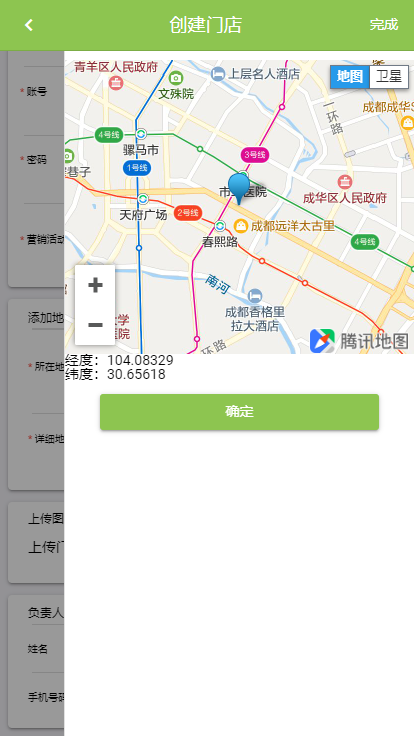 创建门店
完成
* 账号
* 密码
* 营销活
添加地
* 所在地
* 详细地
上传图
上传门
负责人
姓名
手机号码
青羊区人民政府
文殊院
上层名人酒店
地图
卫星
一环路
成都成华S
4号线
骡马市
3号线
1号线
巷子
市
医院
成华区人民政府
天府广场
2号线
成都远洋太古里
春熙路
4号线
南河
成都香格里
拉大酒店
学
医院
环路
+
−
腾讯地图
经度：104.08329
纬度：30.65618
确定